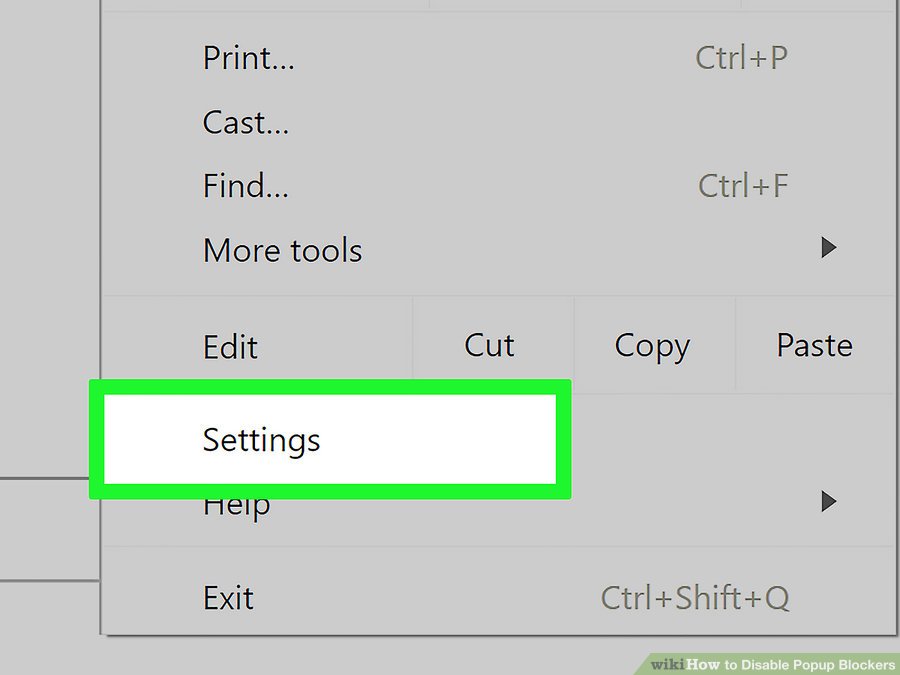 Print... Ctrl+P
Cast...
Find... Ctrl+F
More tools
Edit Cut Copy Paste
Settings
Help
Exit Ctrl+Shift+Q
wikiHow to Disable Popup Blockers